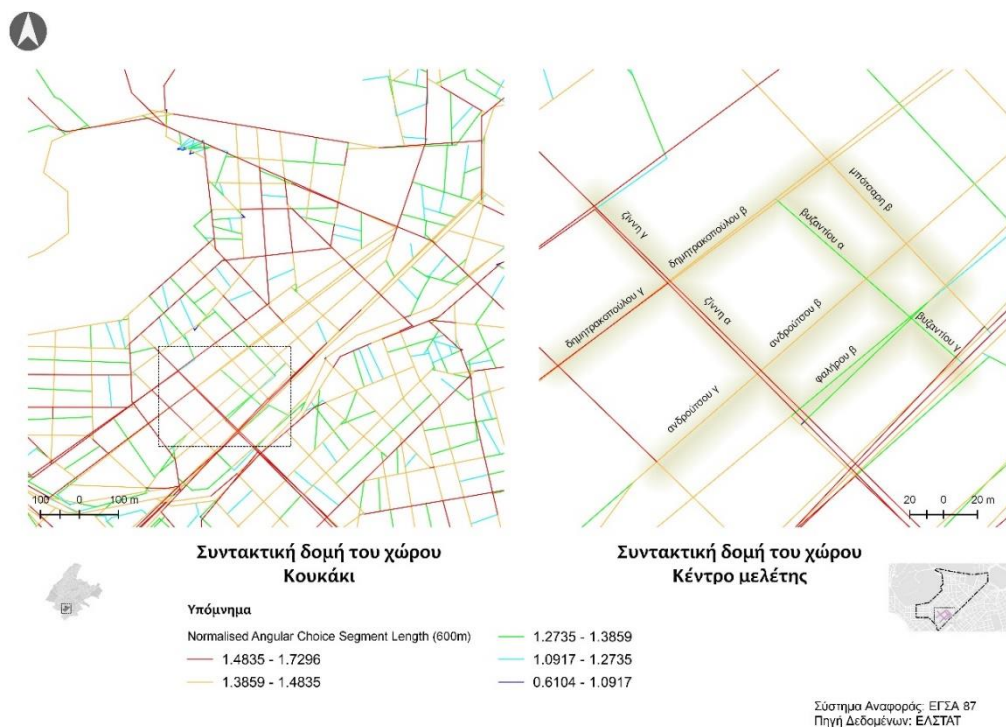 ζίννη γ
δημητρακοπούλου β
μπότσαρη β
βυζαντίου α
δημητρακοπούλου γ
ζίννη α
ανδρούτσου β
βυζαντίου γ
φαλήρου β
ανδρούτσου γ
100 0 100 m
20 0 20 m
Συντακτική δομή του χώρου
Κουκάκι
Συντακτική δομή του χώρου
Κέντρο μελέτης
Υπόμνημα
Normalised Angular Choice Segment Length (600m)
1.4835 - 1.7296
1.3859 - 1.4835
1.2735 - 1.3859
1.0917 - 1.2735
0.6104 - 1.0917
Σύστημα Αναφοράς: ΕΓΣΑ 87
Πηγή Δεδομένων: ΕΛΣΤΑΤ